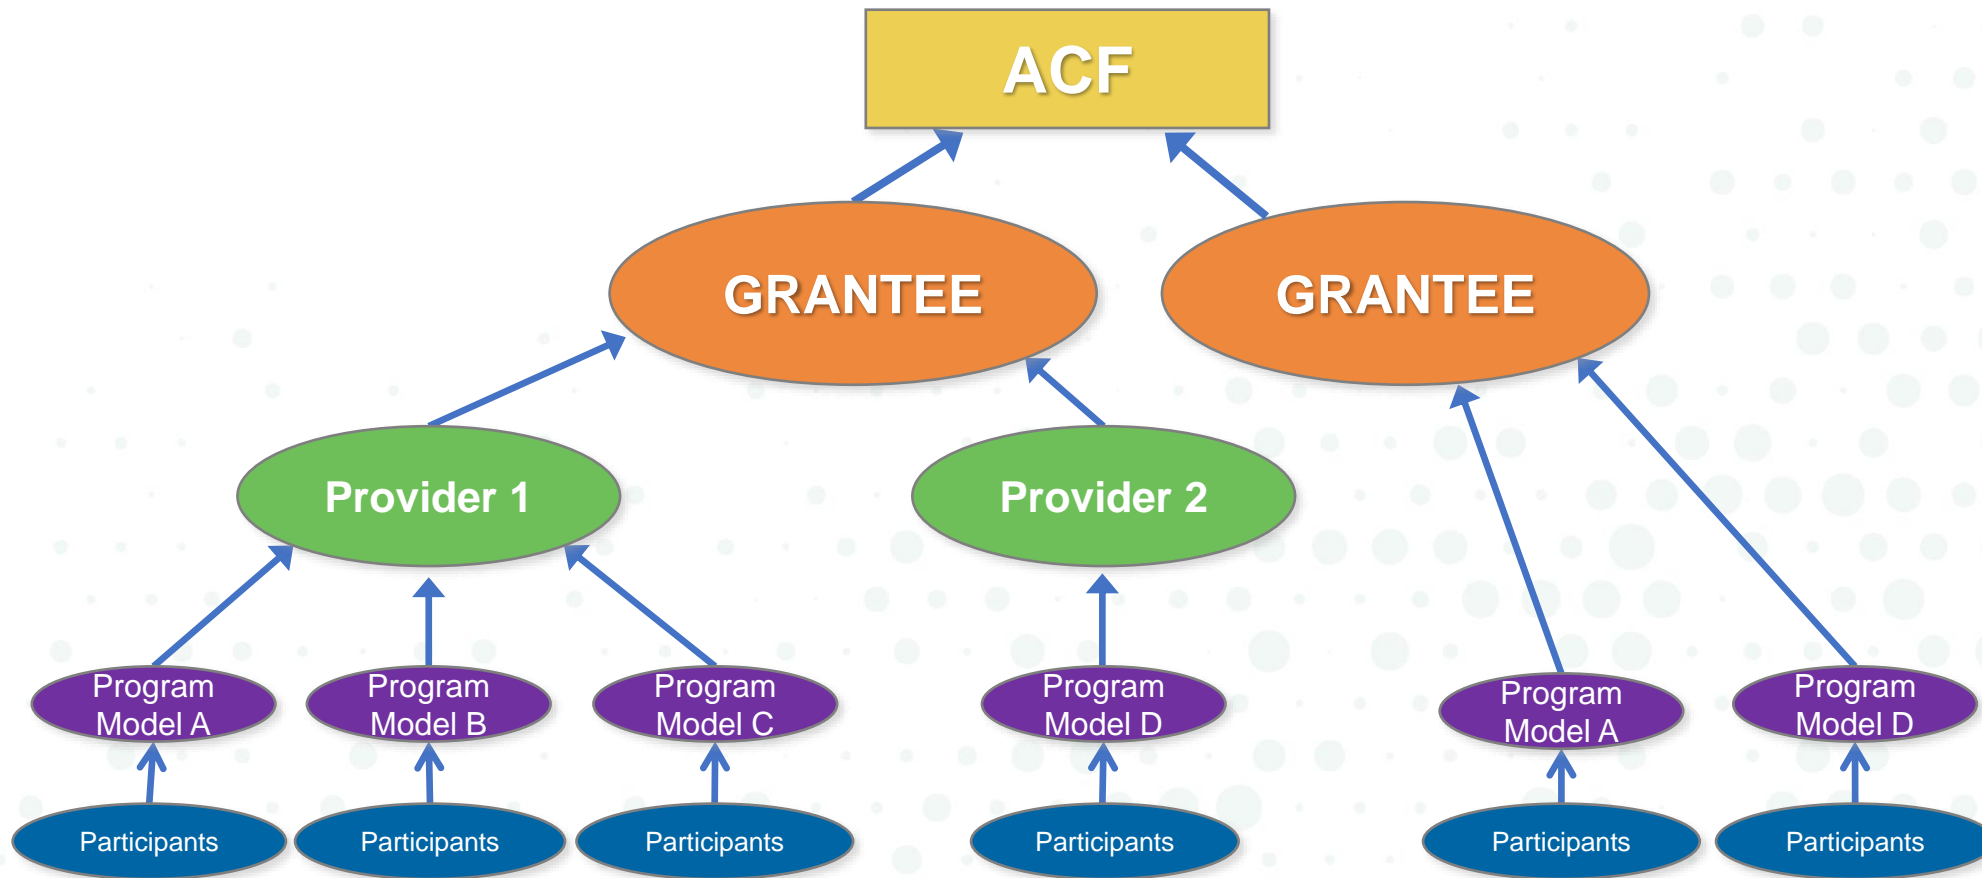 ACF
GRANTEE
GRANTEE
Provider 1
Provider 2
Program
Model A
Program
Model B
Program
Model C
Program
Model D
Program
Model A
Program
Model D
Participants
Participants
Participants
Participants
Participants
Participants